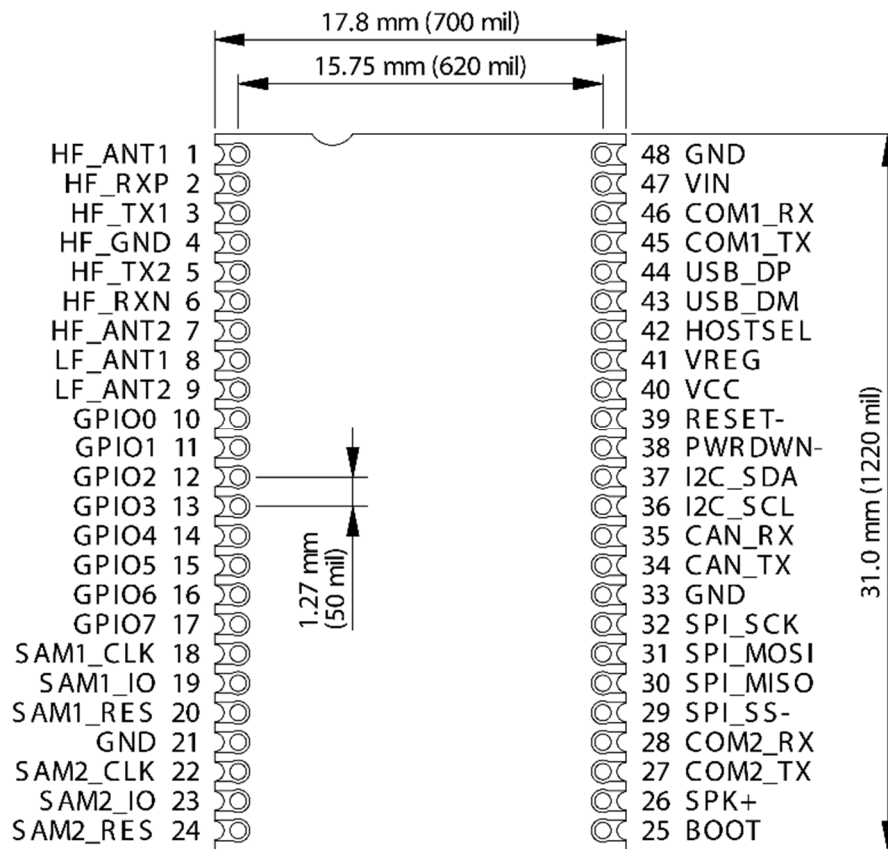 17.8 mm (700 mil)
15.75 mm (620 mil)
HF_ANT1 1
HF_RXP 2
HF_TX1 3
HF_GND 4
HF_TX2 5
HF_RXN 6
HF_ANT2 7
LF_ANT1 8
LF_ANT2 9
GPIO0 10
GPIO1 11
GPIO2 12
GPIO3 13
GPIO4 14
GPIO5 15
GPIO6 16
GPIO7 17
SAM1_CLK 18
SAM1_IO 19
SAM1_RES 20
GND 21
SAM2_CLK 22
SAM2_IO 23
SAM2_RES 24
1.27 mm
(50 mil)
48 GND
47 VIN
46 COM1_RX
45 COM1_TX
44 USB_DP
43 USB_DM
42 HOSTSEL
41 VREG
40 VCC
39 RESET-
38 PWRDWN-
37 I2C_SDA
36 I2C_SCL
35 CAN_RX
34 CAN_TX
33 GND
32 SPI_SCK
31 SPI_MOSI
30 SPI_MISO
29 SPI_SS-
28 COM2_RX
27 COM2_TX
26 SPK+
25 BOOT
31.0 mm (1220 mil)